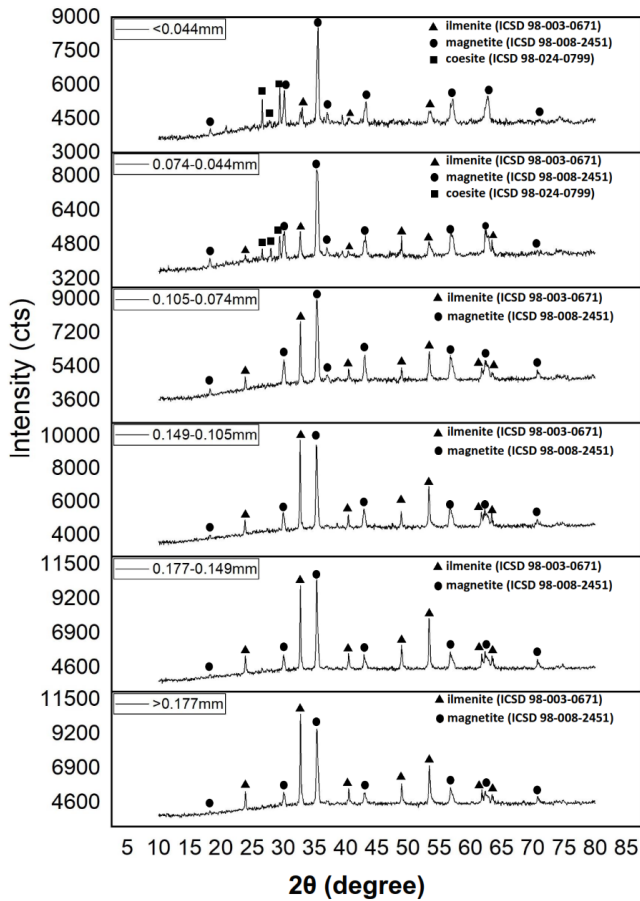 Intensity (cts)
9000
7500
6000
4500
3000
<0.044mm
ilmenite (ICSD 98-003-0671)
magnetite (ICSD 98-008-2451)
coesite (ICSD 98-024-0799)
8000
6400
4800
3200
0.074-0.044mm
ilmenite (ICSD 98-003-0671)
magnetite (ICSD 98-008-2451)
coesite (ICSD 98-024-0799)
9000
7200
5400
3600
0.105-0.074mm
ilmenite (ICSD 98-003-0671)
magnetite (ICSD 98-008-2451)
10000
8000
6000
4000
0.149-0.105mm
ilmenite (ICSD 98-003-0671)
magnetite (ICSD 98-008-2451)
11500
9200
6900
4600
0.177-0.149mm
ilmenite (ICSD 98-003-0671)
magnetite (ICSD 98-008-2451)
11500
9200
6900
4600
>0.177mm
ilmenite (ICSD 98-003-0671)
magnetite (ICSD 98-008-2451)
5 10 15 20 25 30 35 40 45 50 55 60 65 70 75 80 85
2θ (degree)